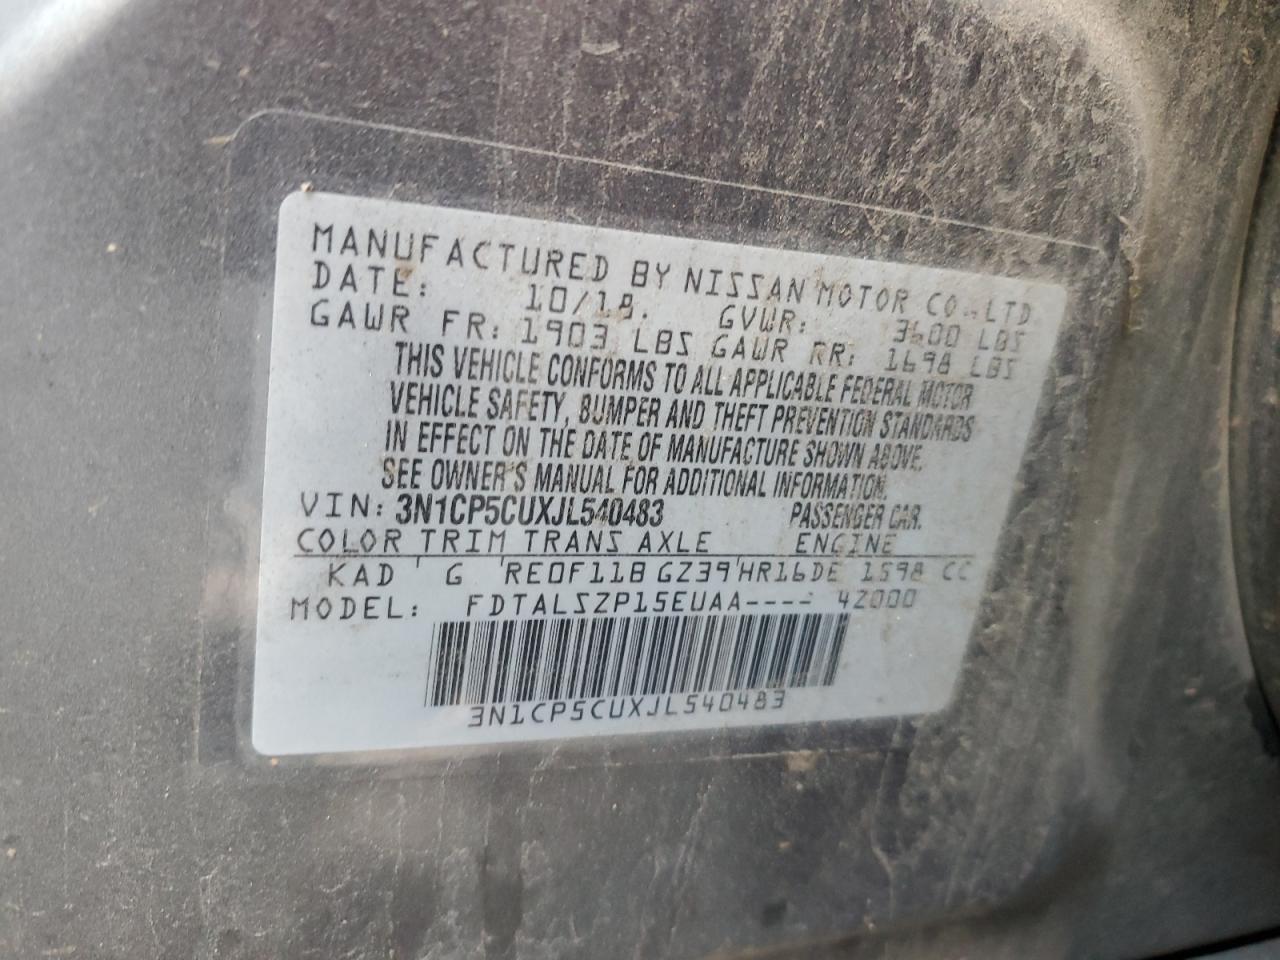 MANUFACTURED BY NISSAN MOTOR CO.,LTD
DATE: 10/18. GVWR: 3600 LBS
GAWR FR: 1903 LBS GAWR RR: 1698 LBS
THIS VEHICLE CONFORMS TO ALL APPLICABLE FEDERAL MOTOR
VEHICLE SAFETY, BUMPER AND THEFT PREVENTION STANDARDS
IN EFFECT ON THE DATE OF MANUFACTURE SHOWN ABOVE.
SEE OWNER'S MANUAL FOR ADDITIONAL INFORMATION.
VIN: 3N1CP5CUXJL540483 PASSENGER CAR.
COLOR TRIM TRANS AXLE ENGINE
KAD G RE0F11B GZ39 HR16DE 1598 CC
MODEL: FDTALSZP15EUAA---- 42000
3N1CP5CUXJL540483